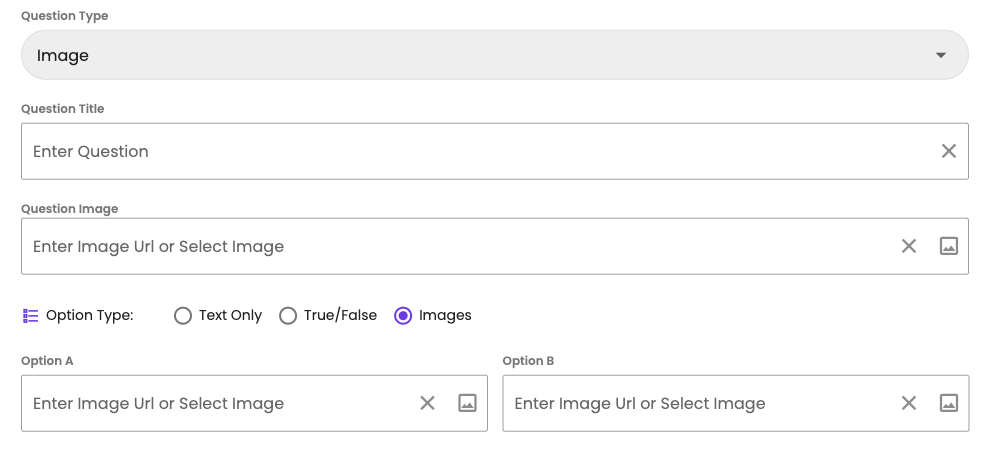 Question Type
Image
Question Title
Enter Question
Question Image
Enter Image Url or Select Image
Option Type: Text Only True/False Images
Option A Option B
Enter Image Url or Select Image Enter Image Url or Select Image